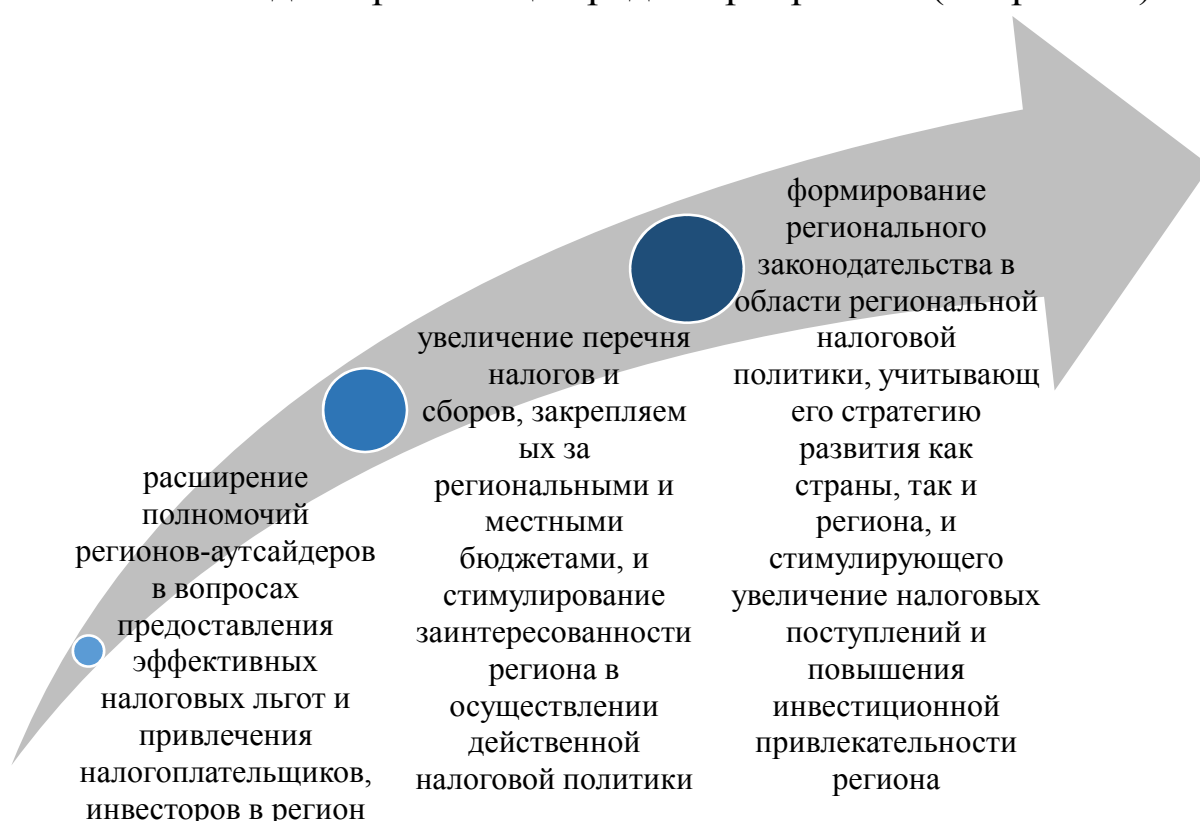 расширение
полномочий
регионов-аутсайдеров
в вопросах
предоставления
эффективных
налоговых льгот и
привлечения
налогоплательщиков,
инвесторов в регион
увеличение перечня
налогов и
сборов, закрепляем
ых за
региональными и
местными
бюджетами, и
стимулирование
заинтересованности
региона в
осуществлении
действенной
налоговой политики
формирование
регионального
законодательства в
области региональной
налоговой
политики, учитывающ
его стратегию
развития как
страны, так и
региона, и
стимулирующего
увеличение налоговых
поступлений и
повышения
инвестиционной
привлекательности
региона